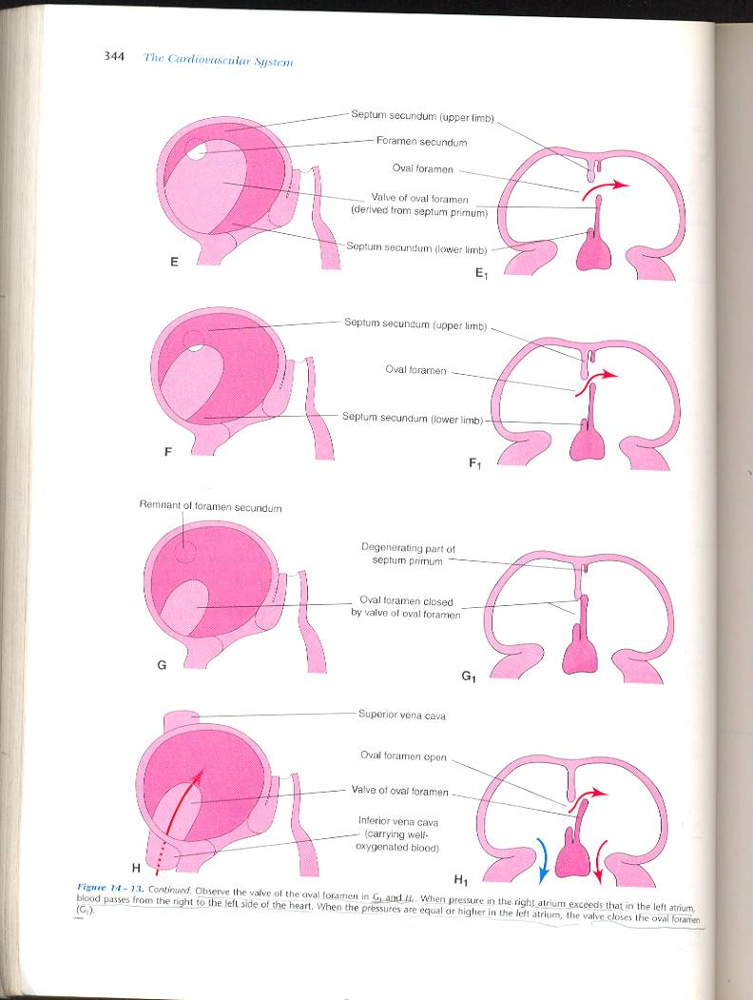 344 The Cardiovascular System
Septum secundum (upper limb)
Foramen secundum
Oval foramen
Valve of oval foramen
(derived from septum primum)
Septum secundum (lower limb)
E
E1
Septum secundum (upper limb)
Oval foramen
Septum secundum (lower limb)
F
F1
Remnant of foramen secundum
Degenerating part of
septum primum
Oval foramen closed
by valve of oval foramen
G
G1
Superior vena cava
Oval foramen open
Valve of oval foramen
Inferior vena cava
(carrying well-
oxygenated blood)
H
H1
Figure 14–13. Continued. Observe the valve of the oval foramen in G1 and H1. When pressure in the right atrium exceeds that in the left atrium,
blood passes from the right to the left side of the heart. When the pressures are equal or higher in the left atrium, the valve closes the oval foramen
(G1).